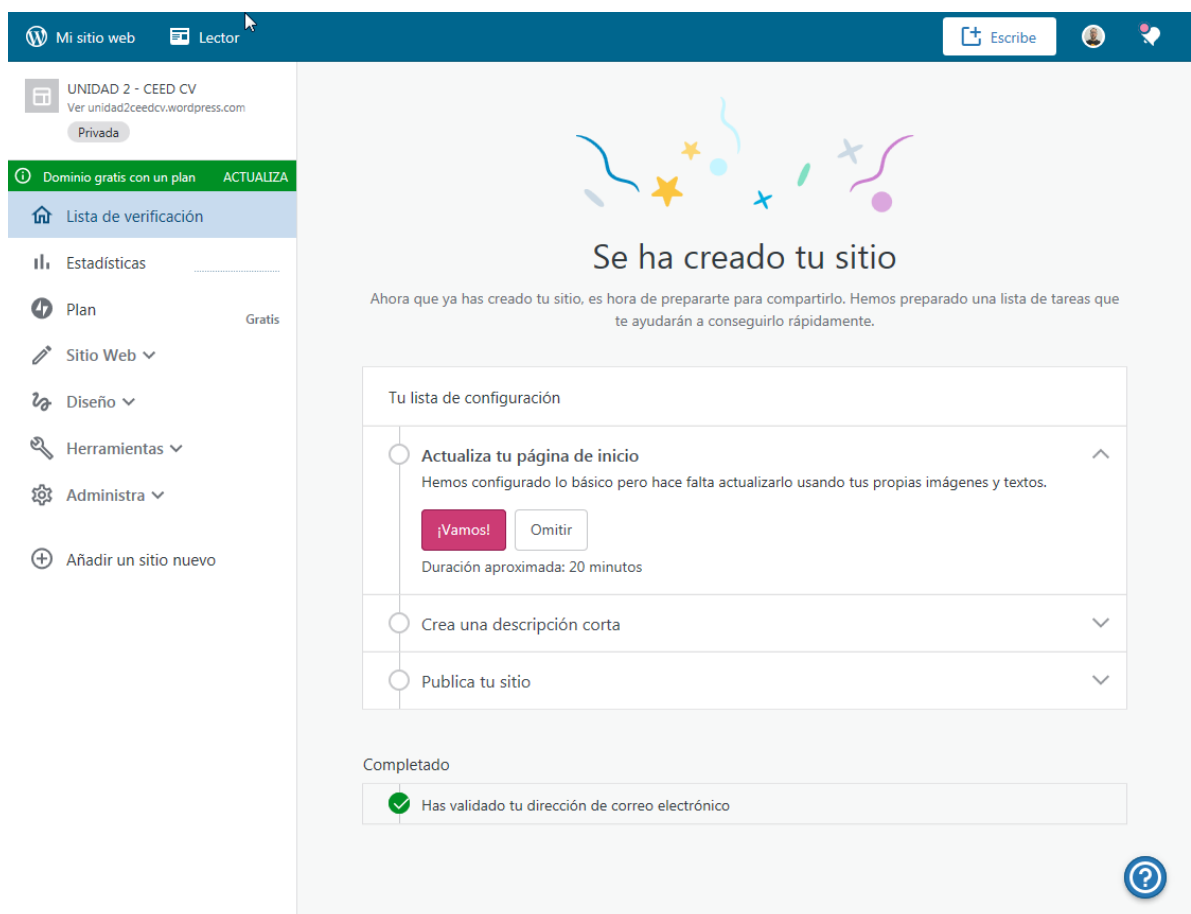 Mi sitio web
Lector
Escribe
UNIDAD 2 - CEED CV
Ver unidad2ceedcv.wordpress.com
Privada
Dominio gratis con un plan ACTUALIZA
Lista de verificación
Estadísticas
Plan
Gratis
Sitio Web
Diseño
Herramientas
Administra
Añadir un sitio nuevo
Se ha creado tu sitio
Ahora que ya has creado tu sitio, es hora de prepararte para compartirlo. Hemos preparado una lista de tareas que
te ayudarán a conseguirlo rápidamente.
Tu lista de configuración
Actualiza tu página de inicio
Hemos configurado lo básico pero hace falta actualizarlo usando tus propias imágenes y textos.
¡Vamos!
Omitir
Duración aproximada: 20 minutos
Crea una descripción corta
Publica tu sitio
Completado
Has validado tu dirección de correo electrónico